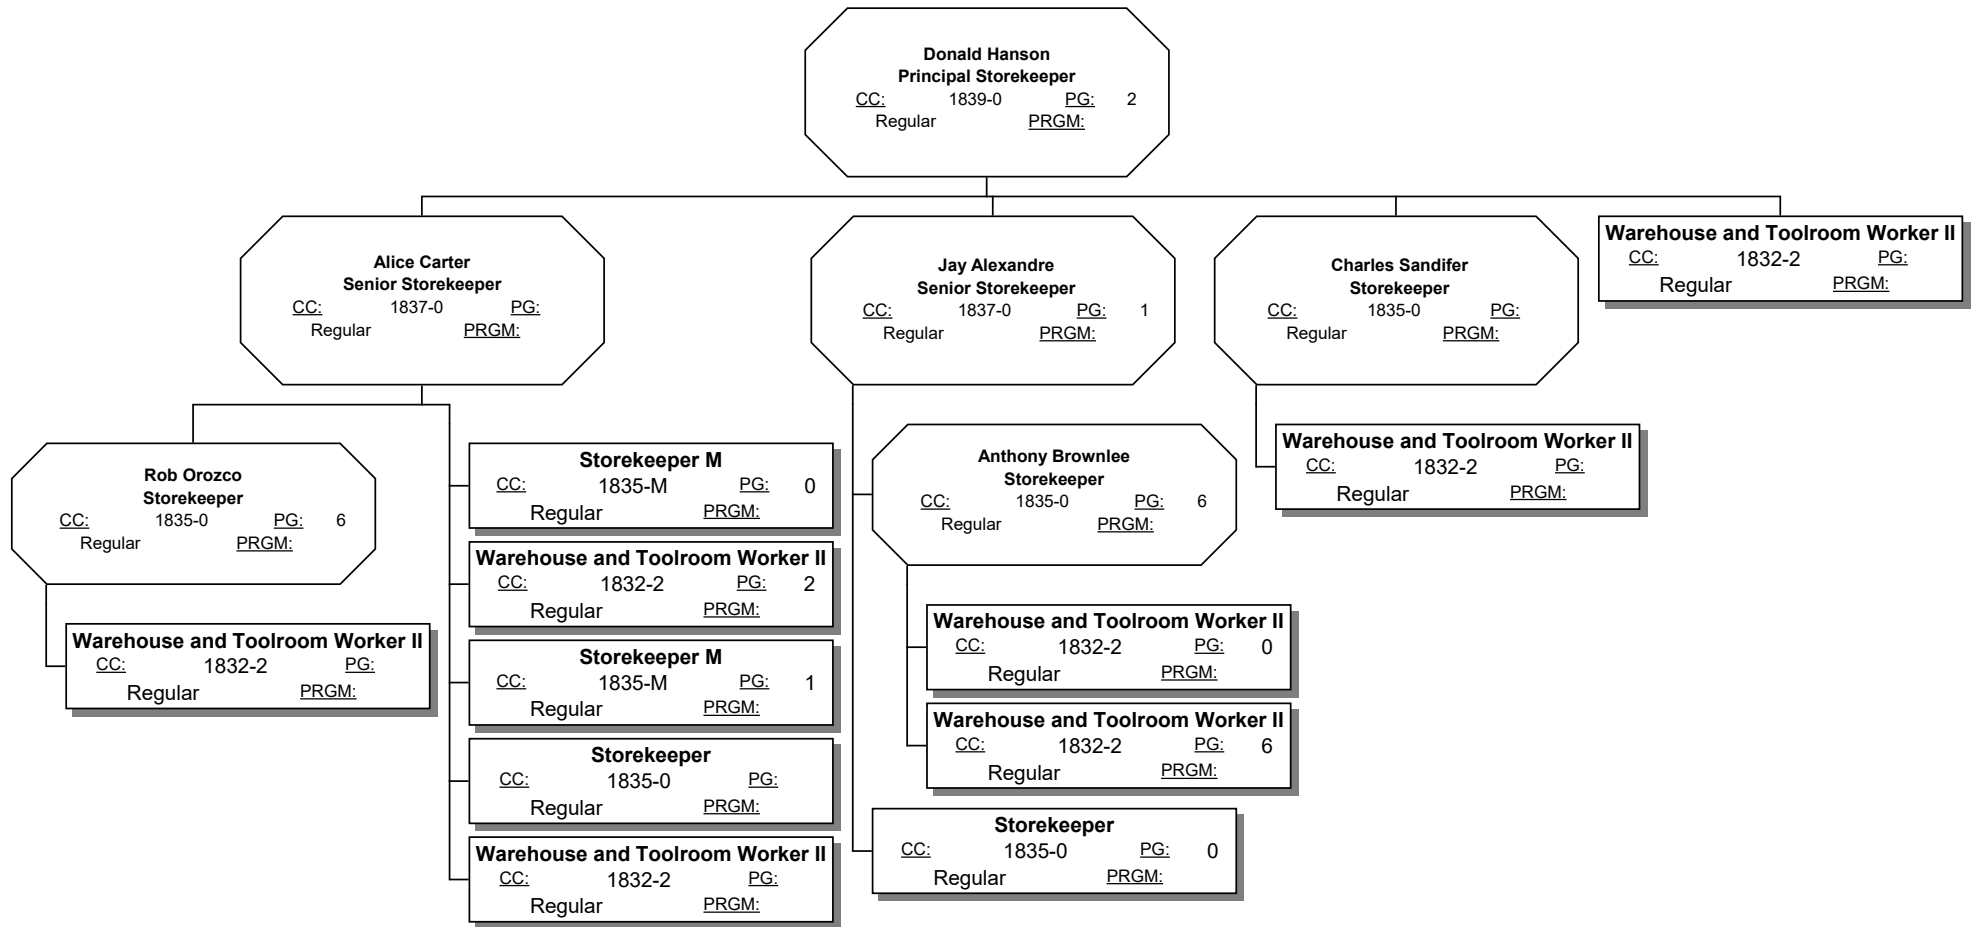 Donald Hanson
Principal Storekeeper
CC: 1839-0 PG: 2
Regular PRGM:
Alice Carter
Senior Storekeeper
CC: 1837-0 PG:
Regular PRGM:
Jay Alexandre
Senior Storekeeper
CC: 1837-0 PG: 1
Regular PRGM:
Charles Sandifer
Storekeeper
CC: 1835-0 PG:
Regular PRGM:
Warehouse and Toolroom Worker II
CC: 1832-2 PG:
Regular PRGM:
Rob Orozco
Storekeeper
CC: 1835-0 PG: 6
Regular PRGM:
Warehouse and Toolroom Worker II
CC: 1832-2 PG:
Regular PRGM:
Storekeeper M
CC: 1835-M PG: 0
Regular PRGM:
Warehouse and Toolroom Worker II
CC: 1832-2 PG: 2
Regular PRGM:
Storekeeper M
CC: 1835-M PG: 1
Regular PRGM:
Storekeeper
CC: 1835-0 PG:
Regular PRGM:
Warehouse and Toolroom Worker II
CC: 1832-2 PG:
Regular PRGM:
Anthony Brownlee
Storekeeper
CC: 1835-0 PG: 6
Regular PRGM:
Warehouse and Toolroom Worker II
CC: 1832-2 PG: 0
Regular PRGM:
Warehouse and Toolroom Worker II
CC: 1832-2 PG: 6
Regular PRGM:
Storekeeper
CC: 1835-0 PG: 0
Regular PRGM:
Warehouse and Toolroom Worker II
CC: 1832-2 PG:
Regular PRGM: